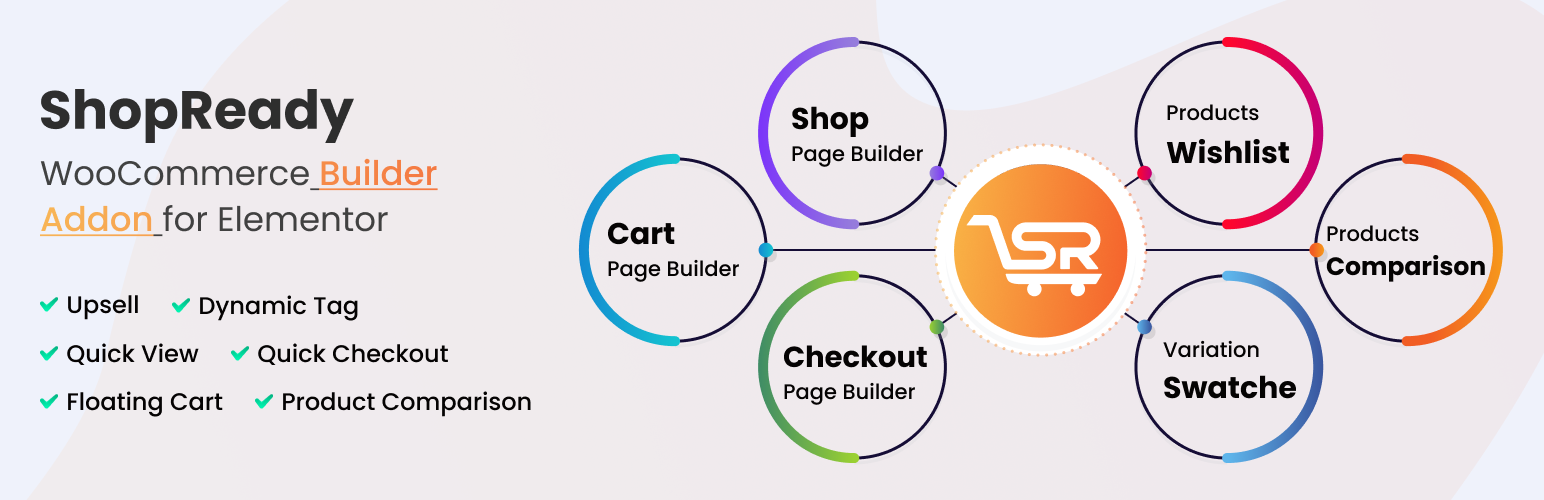 ShopReady
WooCommerce Builder
Addon for Elementor
Upsell
Dynamic Tag
Quick View
Quick Checkout
Floating Cart
Product Comparison
Shop
Page Builder
Cart
Page Builder
Checkout
Page Builder
SR
Products
Wishlist
Products
Comparison
Variation
Swatche